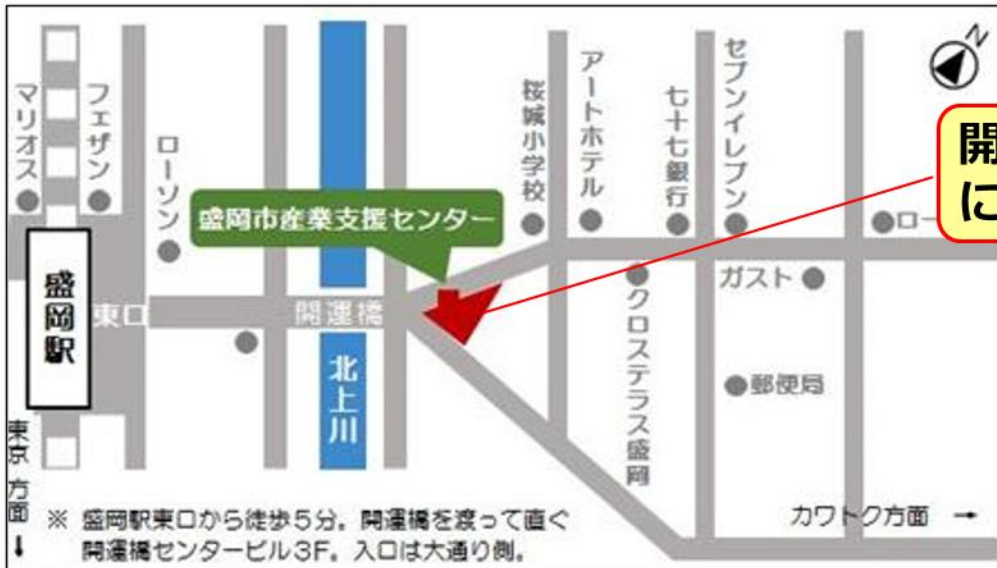 N
マリオス
フェザン
ローソン
盛岡市産業支援センター
桜城小学校
アートホテル
七十七銀行
セブンイレブン
開
に
ロー
盛岡駅
東口
開運橋
北上川
クロステラス盛岡
ガスト
郵便局
東京方面
↓
カワトク方面 →
※ 盛岡駅東口から徒歩5分。開運橋を渡って直ぐ
開運橋センタービル3F。入口は大通り側。